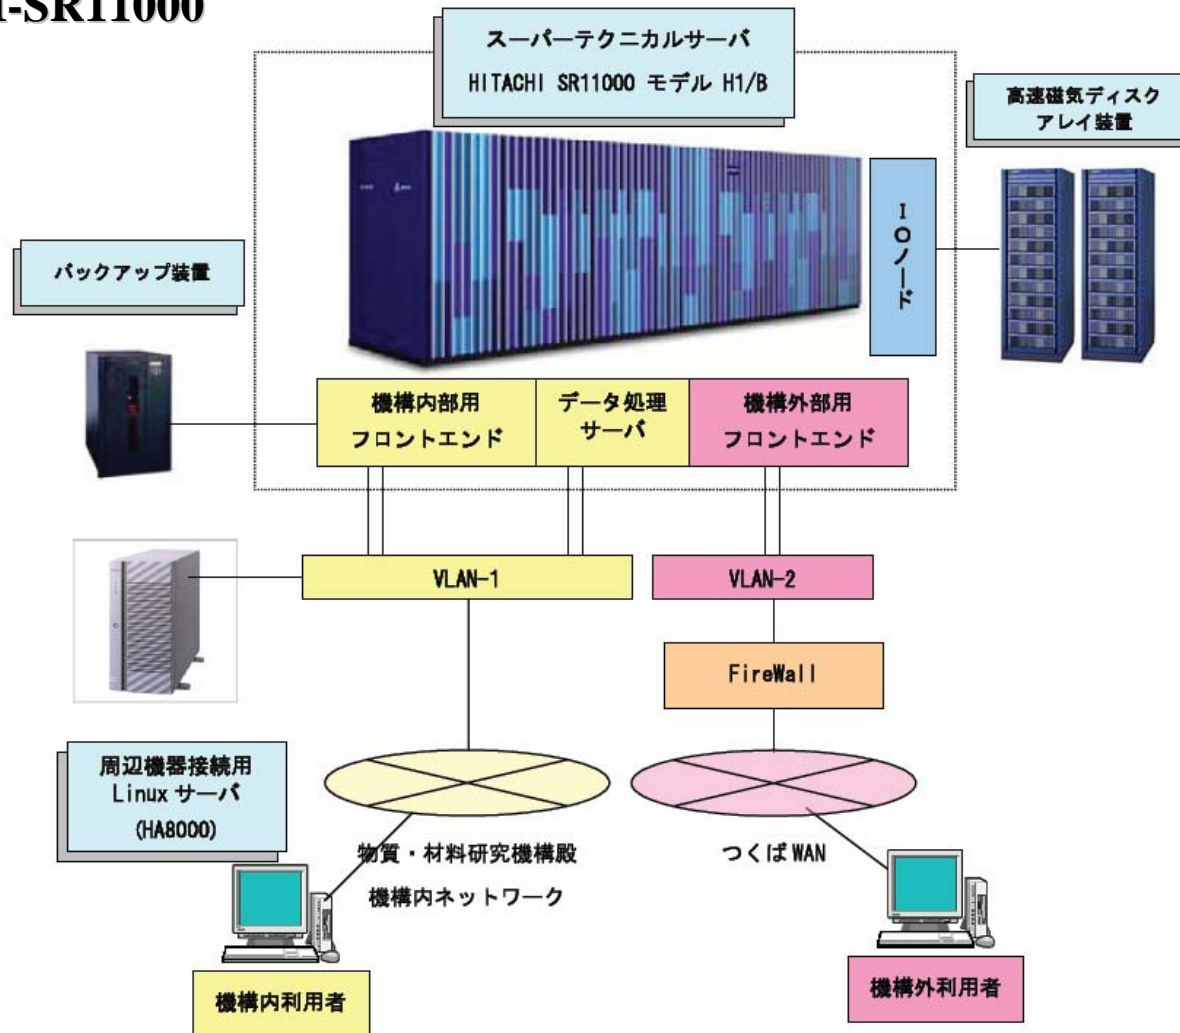 -SR11000
スーパーテクニカルサーバ
HITACHI SR11000 モデル H1/B
高速磁気ディスク
アレイ装置
IOノード
バックアップ装置
機構内部用
フロントエンド
データ処理
サーバ
機構外部用
フロントエンド
VLAN-1
VLAN-2
FireWall
周辺機器接続用
Linux サーバ
(HA8000)
物質・材料研究機構殿
機構内ネットワーク
つくば WAN
機構内利用者
機構外利用者